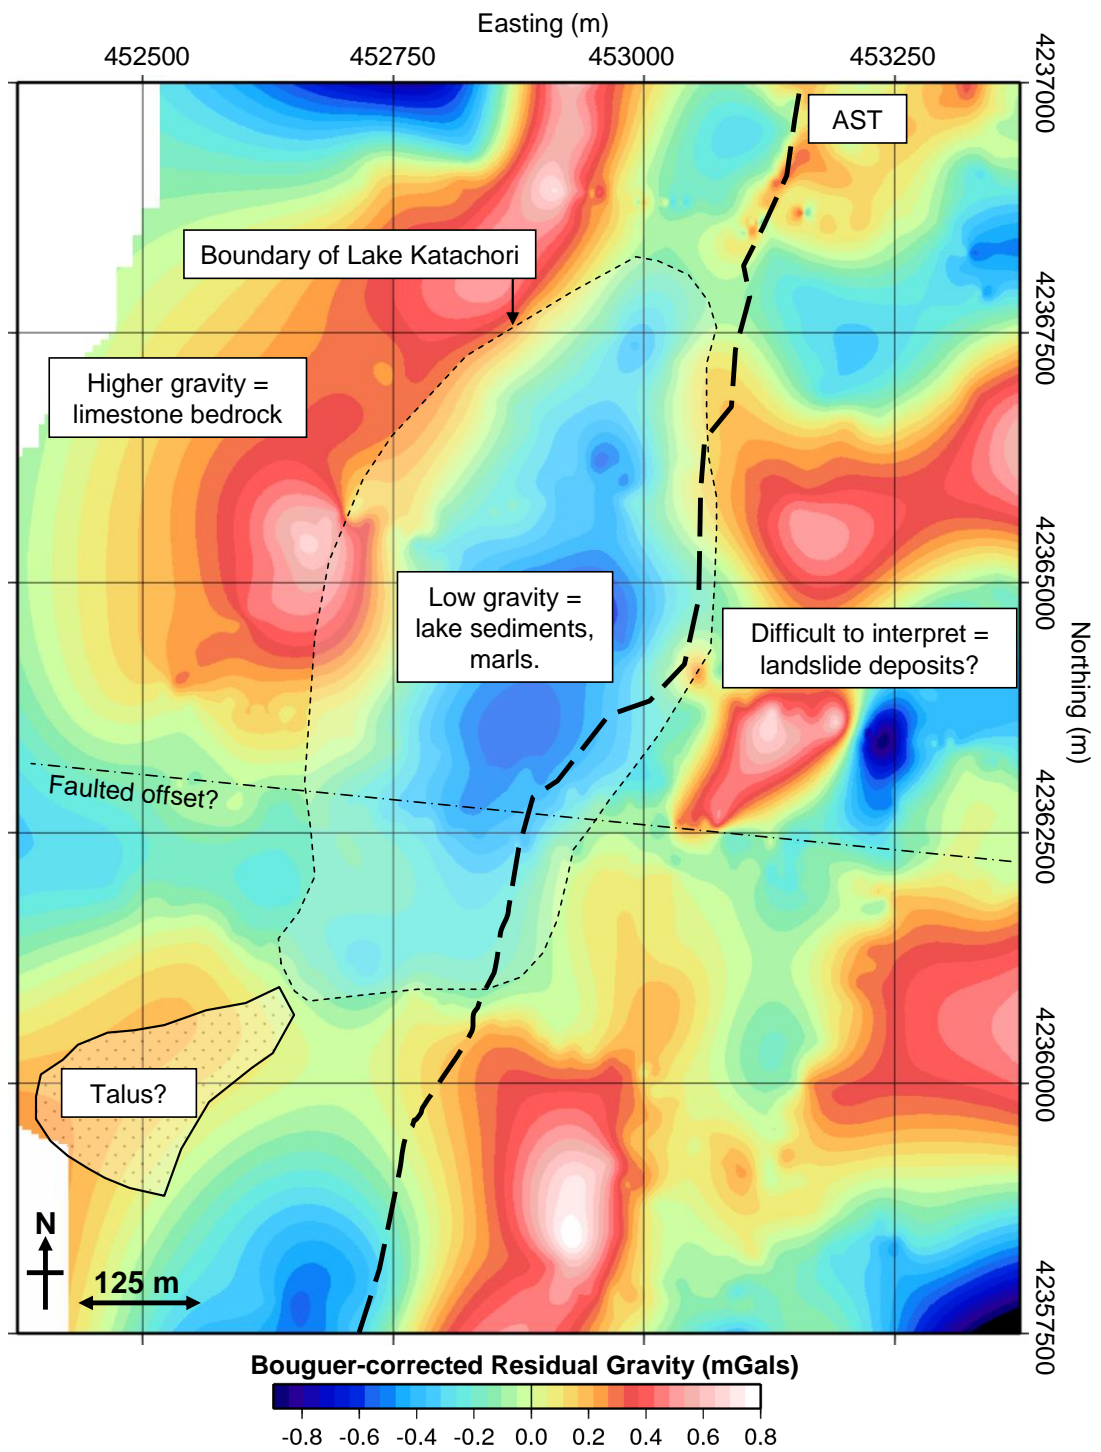 Easting (m)
452500 452750 453000 453250
4237000
AST
Boundary of Lake Katachori
4236750
Higher gravity =
limestone bedrock
4236500
Low gravity =
lake sediments,
marls.
Difficult to interpret =
landslide deposits?
Northing (m)
Faulted offset?
4236250
4236000
Talus?
N
125 m
4235750
Bouguer-corrected Residual Gravity (mGals)
-0.8 -0.6 -0.4 -0.2 0.0 0.2 0.4 0.6 0.8